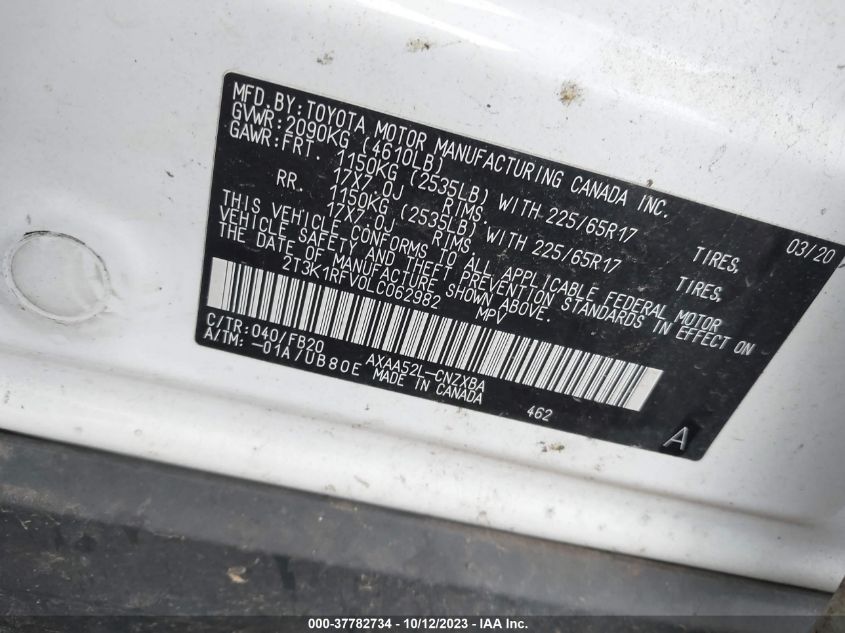 MFD.BY:TOYOTA MOTOR MANUFACTURING CANADA INC. 03/20
GVWR:2090KG (4610LB)
GAWR:FRT. 1150KG (2535LB) WITH 225/65R17 TIRES,
17X7.0J RIMS,
RR. 1150KG (2535LB) WITH 225/65R17 TIRES,
17X7.0J RIMS
THIS VEHICLE CONFORMS TO ALL APPLICABLE FEDERAL MOTOR
VEHICLE SAFETY AND THEFT PREVENTION STANDARDS IN EFFECT ON
THE DATE OF MANUFACTURE SHOWN ABOVE.
2T3K1RFV0LC062982 MPV
C/TR:040/FB20 AXAA52L-CNZXBA
A/TM:-01A/UB80E MADE IN CANADA 462
A
000-37782734 - 10/12/2023 - IAA Inc.